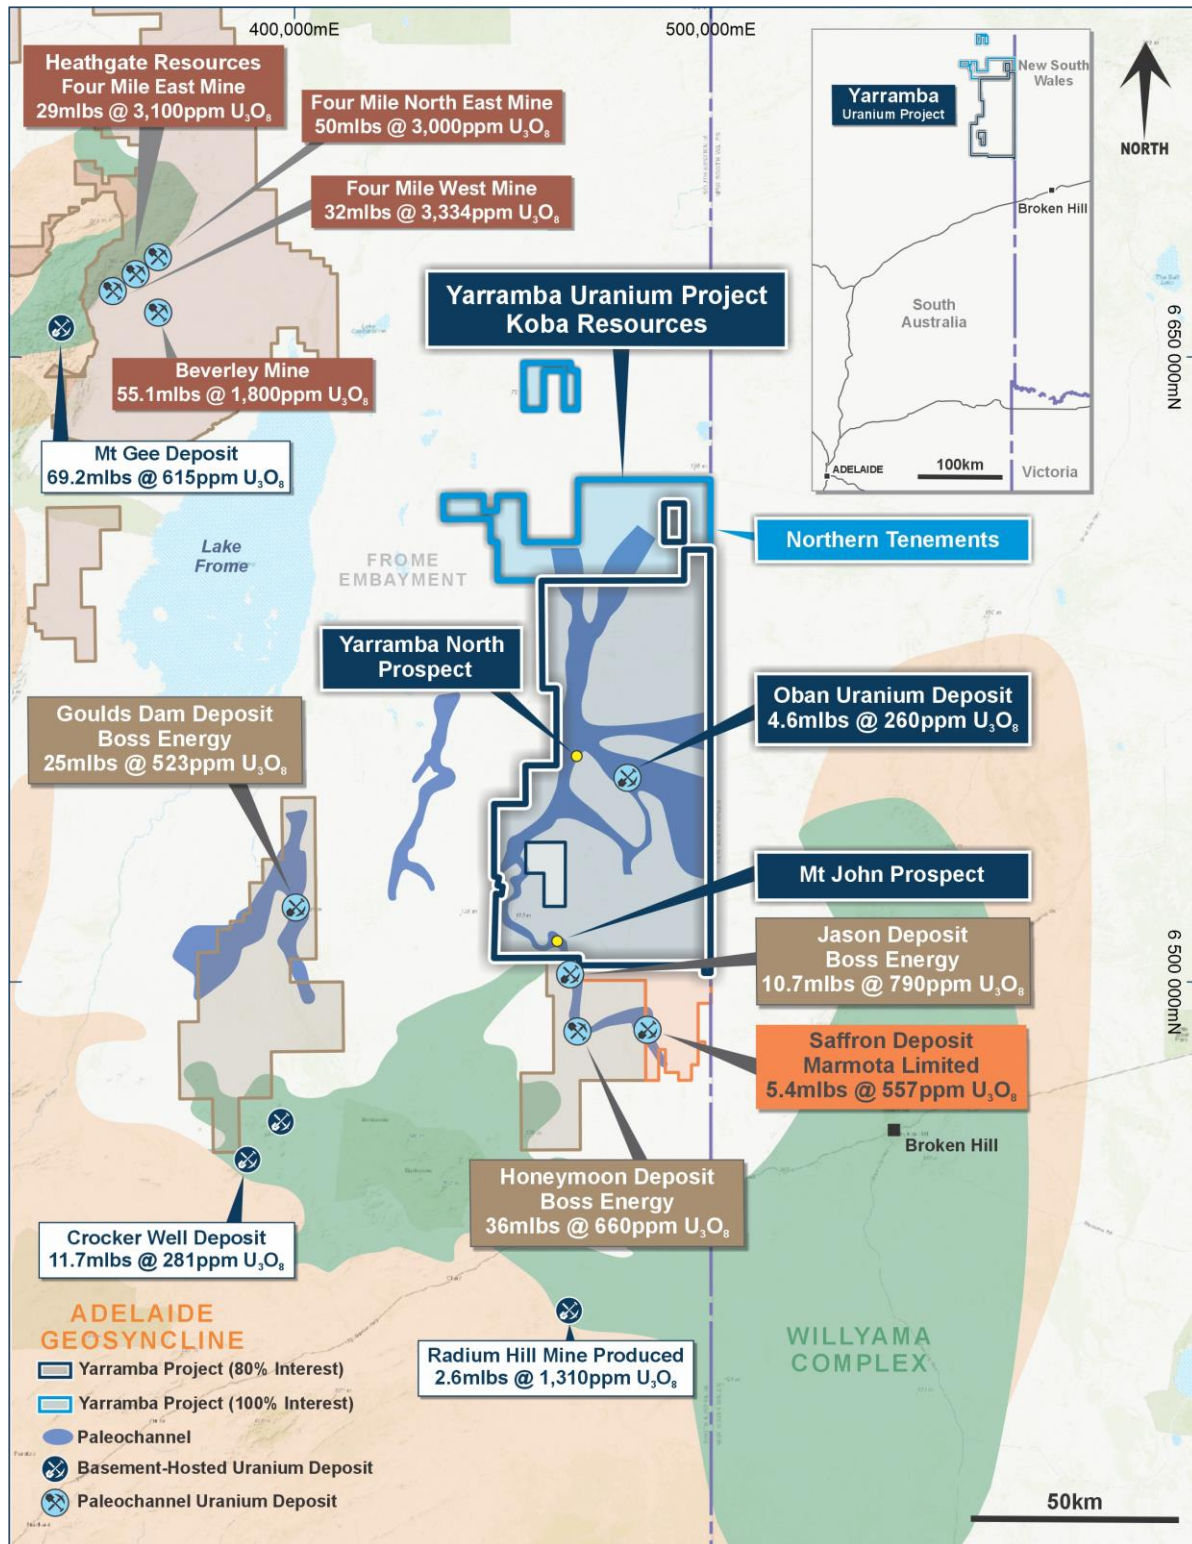 400,000mE
500,000mE
Heathgate Resources
Four Mile East Mine
29mlbs @ 3,100ppm U₃O₈
Four Mile North East Mine
50mlbs @ 3,000ppm U₃O₈
Four Mile West Mine
32mlbs @ 3,334ppm U₃O₈
New South
Wales
Yarramba
Uranium Project
Broken Hill
South
Australia
ADELAIDE
100km
Victoria
NORTH
6 650 000mN
Yarramba Uranium Project
Koba Resources
Beverley Mine
55.1mlbs @ 1,800ppm U₃O₈
Mt Gee Deposit
69.2mlbs @ 615ppm U₃O₈
Northern Tenements
Lake
Frome
FROME
EMBAYMENT
Yarramba North
Prospect
Oban Uranium Deposit
4.6mlbs @ 260ppm U₃O₈
Goulds Dam Deposit
Boss Energy
25mlbs @ 523ppm U₃O₈
Mt John Prospect
Jason Deposit
Boss Energy
10.7mlbs @ 790ppm U₃O₈
6 500 000mN
Saffron Deposit
Marmota Limited
5.4mlbs @ 557ppm U₃O₈
Broken Hill
Honeymoon Deposit
Boss Energy
36mlbs @ 660ppm U₃O₈
Crocker Well Deposit
11.7mlbs @ 281ppm U₃O₈
ADELAIDE
GEOSYNCLINE
Radium Hill Mine Produced
2.6mlbs @ 1,310ppm U₃O₈
WILLYAMA
COMPLEX
Yarramba Project (80% Interest)
Yarramba Project (100% Interest)
Paleochannel
Basement-Hosted Uranium Deposit
Paleochannel Uranium Deposit
50km